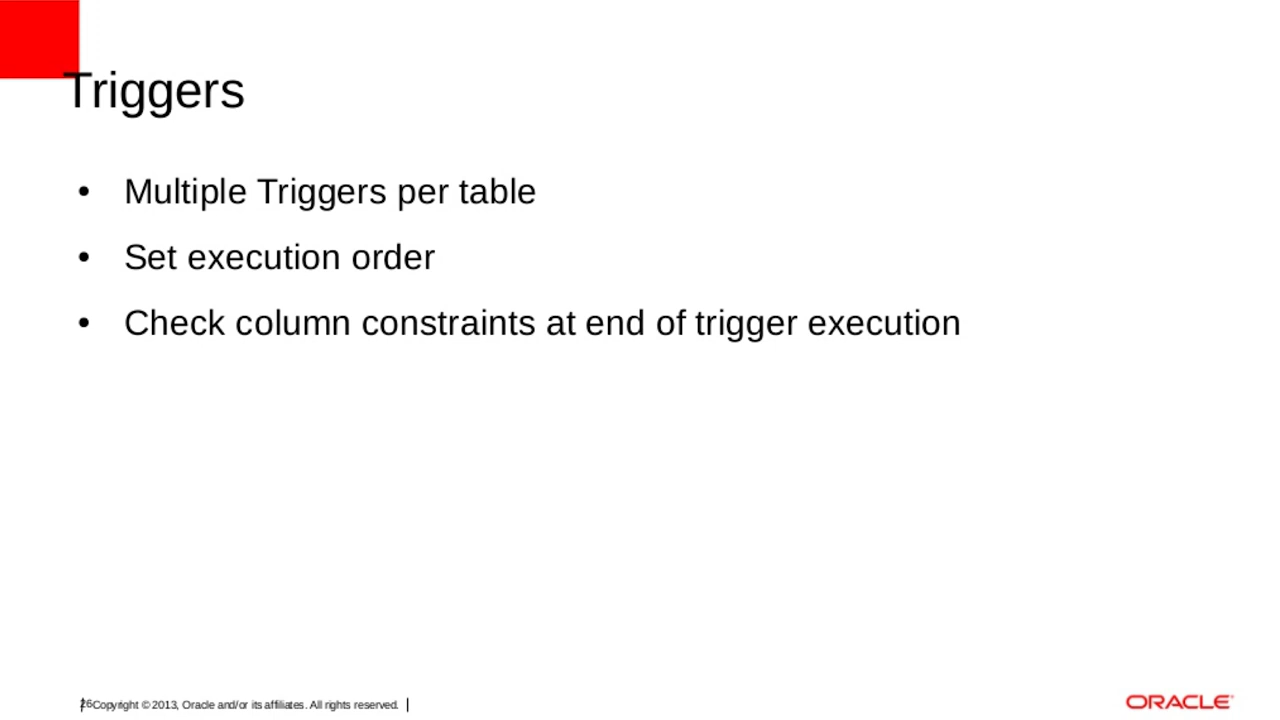 Triggers
• Multiple Triggers per table
• Set execution order
• Check column constraints at end of trigger execution
26 Copyright © 2013, Oracle and/or its affiliates. All rights reserved.
ORACLE®